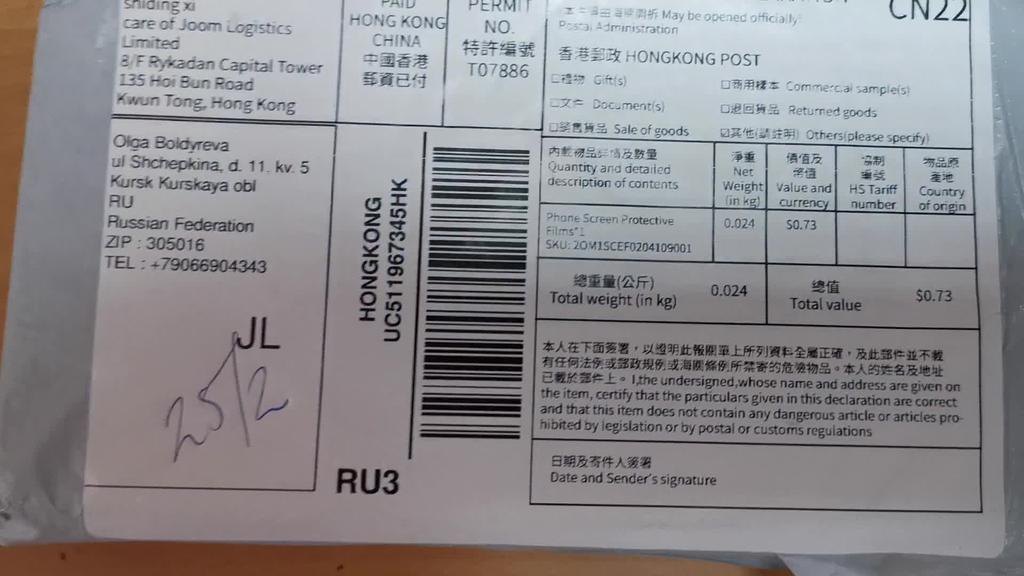 shiding xi
care of Joom Logistics
Limited
8/F Rykadan Capital Tower
135 Hoi Bun Road
Kwun Tong, Hong Kong
PAID
HONG KONG
CHINA
中國香港
郵資已付
PERMIT
NO.
特許編號
T07886
CN22
May be opened officially
Postal Administration
香港郵政 HONGKONG POST
□禮物 Gift(s)
□商用樣本 Commercial sample(s)
□文件 Document(s)
□退回貨品 Returned goods
□銷售貨品 Sale of goods
☑其他(請註明) Others(please specify)
Olga Boldyreva
ul Shchepkina, d. 11. kv. 5
Kursk Kurskaya obl
RU
Russian Federation
ZIP : 305016
TEL : +79066904343
JL
25/2
HONGKONG
UC511967345HK
RU3
內載物品詳情及數量
Quantity and detailed
description of contents
淨重
Net
Weight
(in kg)
價值及
幣值
Value and
currency
協制
編號
HS Tariff
number
物品原
產地
Country
of origin
Phone Screen Protective
Films*1
SKU: 2OM1SCEF0204109001
0.024
$0.73
總重量(公斤)
Total weight (in kg)
0.024
總值
Total value
$0.73
本人在下面簽署，以證明此報關單上所列資料全屬正確，及此郵件並不載
有任何法例或郵政規例或海關條例所禁寄的危險物品。本人的姓名及地址
已載於郵件上。 I,the undersigned,whose name and address are given on
the item, certify that the particulars given in this declaration are correct
and that this item does not contain any dangerous article or articles pro-
hibited by legislation or by postal or customs regulations
日期及寄件人簽署
Date and Sender's signature